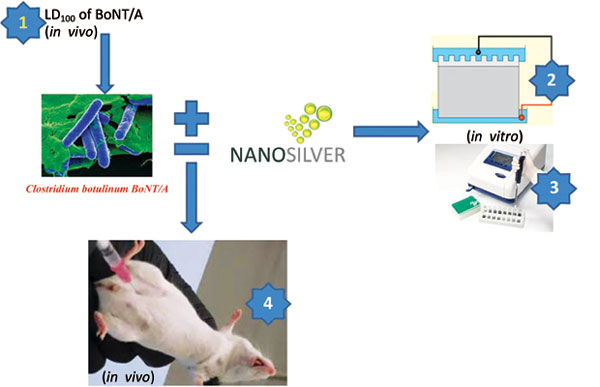 1
LD100 of BoNT/A
(in vivo)
Clostridium botulinum BoNT/A
NANOSILVER
2
(in vitro)
3
4
(in vivo)